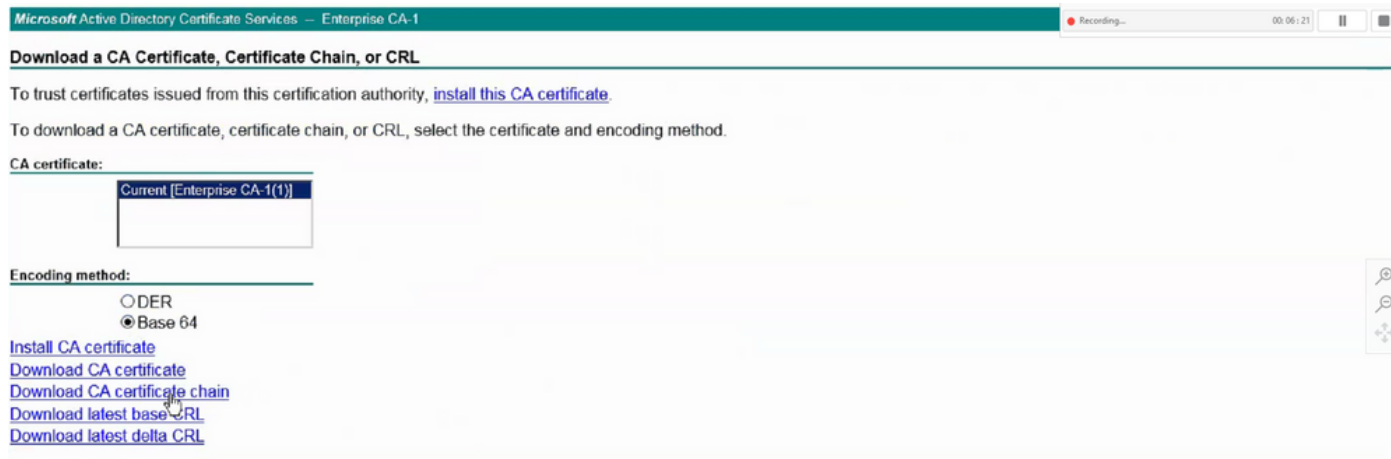 Microsoft Active Directory Certificate Services -- Enterprise CA-1
Recording... 00:06:21
Download a CA Certificate, Certificate Chain, or CRL
To trust certificates issued from this certification authority, install this CA certificate.
To download a CA certificate, certificate chain, or CRL, select the certificate and encoding method.
CA certificate:
Current [Enterprise CA-1(1)]
Encoding method:
DER
Base 64
Install CA certificate
Download CA certificate
Download CA certificate chain
Download latest base CRL
Download latest delta CRL